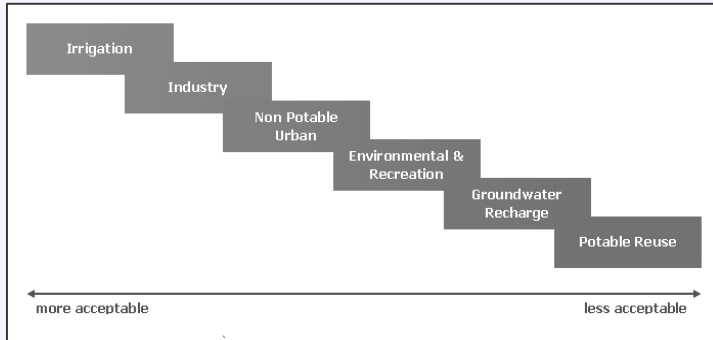 Irrigation
Industry
Non Potable
Urban
Environmental &
Recreation
Groundwater
Recharge
Potable Reuse
more acceptable
less acceptable